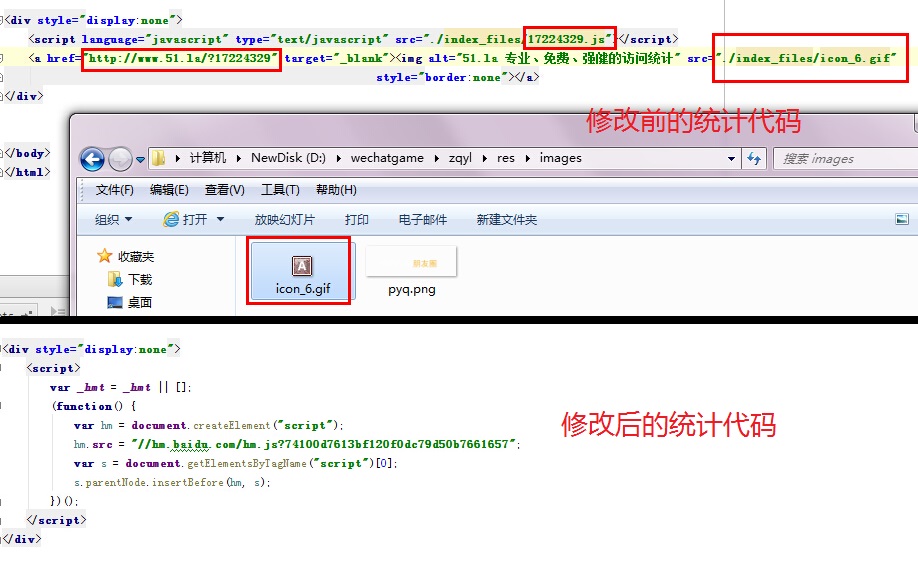 <div style="display:none">
<script language="javascript" type="text/javascript" src="./index_files/17224329.js"></script>
<a href="http://www.51.la/?17224329" target="_blank"><img alt="51.la 专业、免费、强健的访问统计" src="./index_files/icon_6.gif"
style="border:none"></a>
</div>
修改前的统计代码
</body>
</html>
计算机 NewDisk (D:) wechatgame zqyl res images
搜索 images
文件(F) 编辑(E) 查看(V) 工具(T) 帮助(H)
组织 打开 放映幻灯片 打印 电子邮件 新建文件夹
收藏夹
下载
桌面
A
icon_6.gif
朋友圈
pyq.png
<div style="display:none">
<script>
var _hmt = _hmt || [];
(function() {
var hm = document.createElement("script");
hm.src = "//hm.baidu.com/hm.js?74100d7613bf120f0dc79d50b7661657";
var s = document.getElementsByTagName("script")[0];
s.parentNode.insertBefore(hm, s);
})();
</script>
</div>
修改后的统计代码